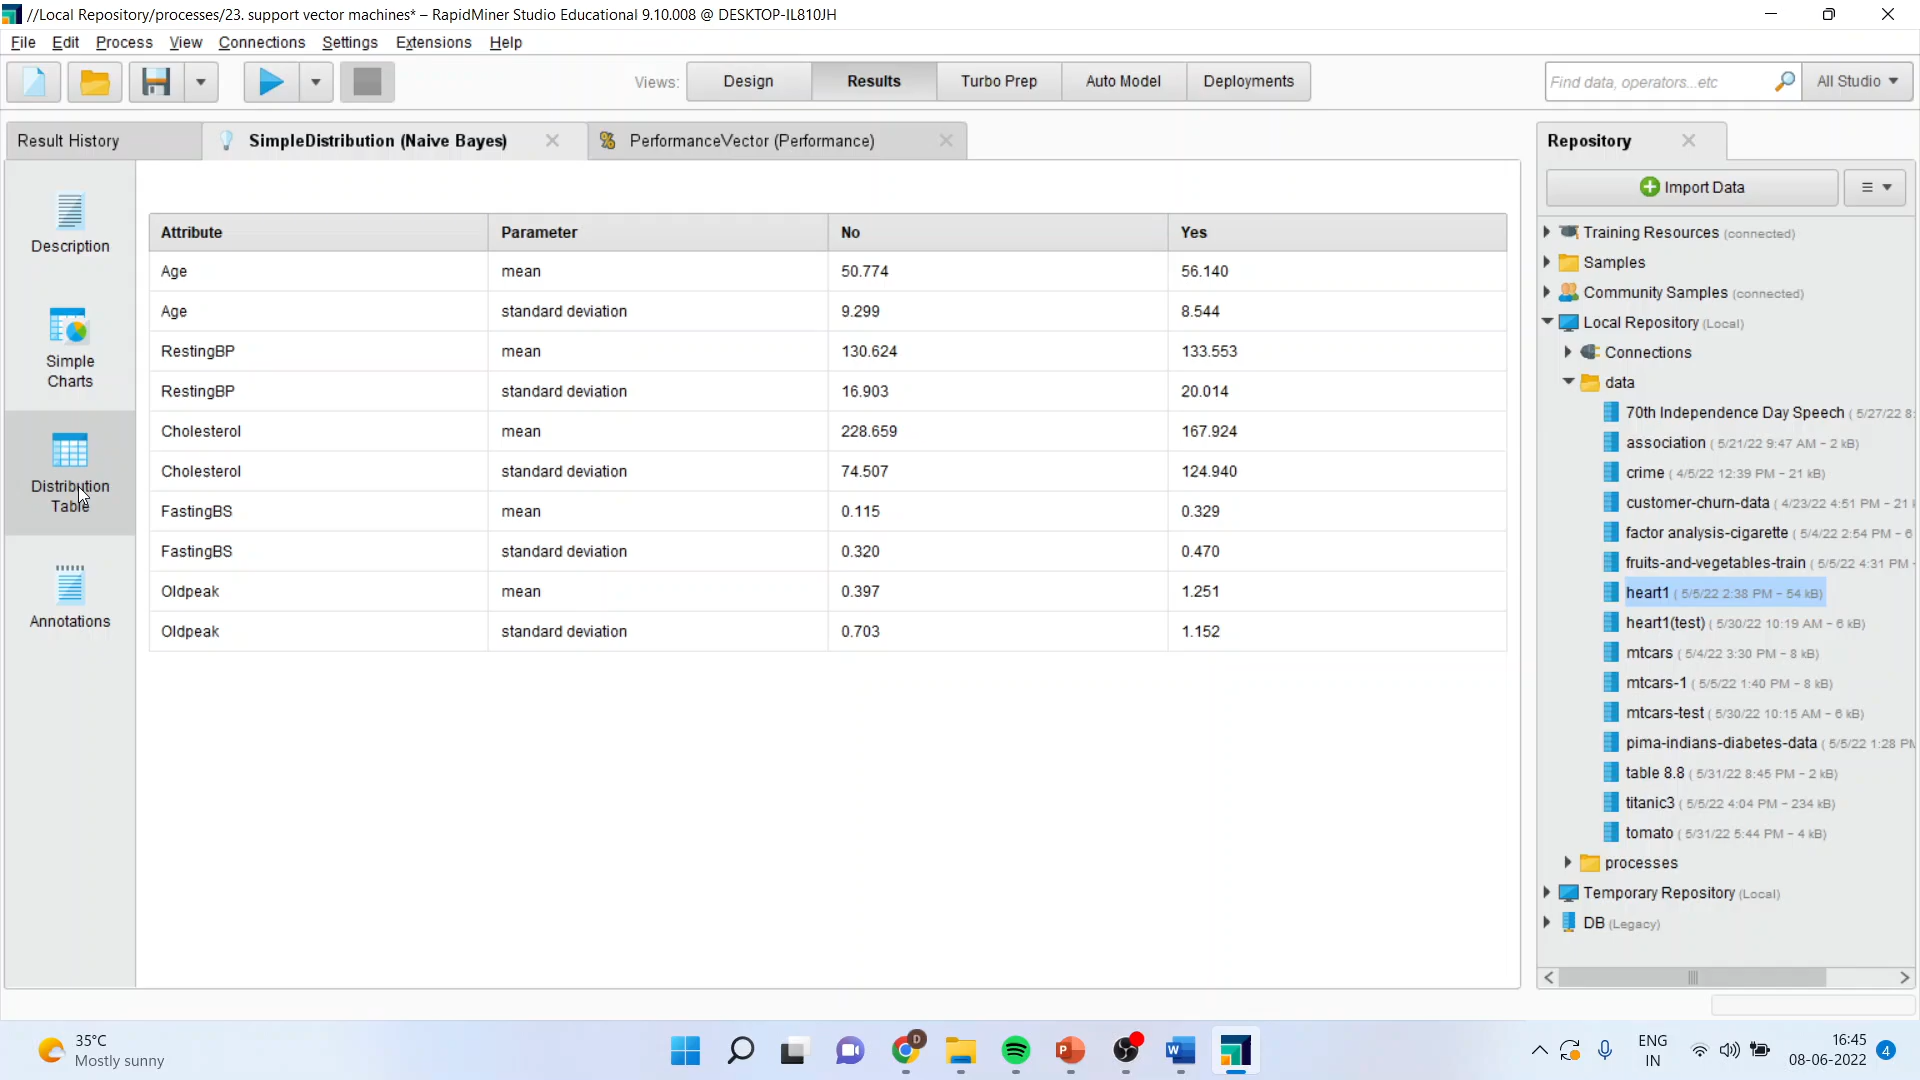 //Local Repository/processes/23. support vector machines* – RapidMiner Studio Educational 9.10.008 @ DESKTOP-IL810JH
File Edit Process View Connections Settings Extensions Help
Views: Design Results Turbo Prep Auto Model Deployments
Find data, operators...etc
All Studio
Result History
SimpleDistribution (Naive Bayes)
PerformanceVector (Performance)
Description
Simple
Charts
Distribution
Table
Annotations
Attribute Parameter No Yes
Age mean 50.774 56.140
Age standard deviation 9.299 8.544
RestingBP mean 130.624 133.553
RestingBP standard deviation 16.903 20.014
Cholesterol mean 228.659 167.924
Cholesterol standard deviation 74.507 124.940
FastingBS mean 0.115 0.329
FastingBS standard deviation 0.320 0.470
Oldpeak mean 0.397 1.251
Oldpeak standard deviation 0.703 1.152
Repository
Import Data
Training Resources (connected)
Samples
Community Samples (connected)
Local Repository (Local)
Connections
data
70th Independence Day Speech ( 5/27/22 8:
association ( 5/21/22 9:47 AM – 2 kB)
crime ( 4/5/22 12:39 PM – 21 kB)
customer-churn-data ( 4/23/22 4:51 PM – 21
factor analysis-cigarette ( 5/4/22 2:54 PM – 6
fruits-and-vegetables-train ( 5/5/22 4:31 PM –
heart1 ( 5/5/22 2:38 PM – 54 kB)
heart1(test) ( 5/30/22 10:19 AM – 6 kB)
mtcars ( 5/4/22 3:30 PM – 8 kB)
mtcars-1 ( 5/5/22 1:40 PM – 8 kB)
mtcars-test ( 5/30/22 10:15 AM – 6 kB)
pima-indians-diabetes-data ( 5/5/22 1:28 PM
table 8.8 ( 5/31/22 8:45 PM – 2 kB)
titanic3 ( 5/5/22 4:04 PM – 234 kB)
tomato ( 5/31/22 5:44 PM – 4 kB)
processes
Temporary Repository (Local)
DB (Legacy)
35°C
Mostly sunny
D
P
W
ENG
IN
16:45
08-06-2022
4